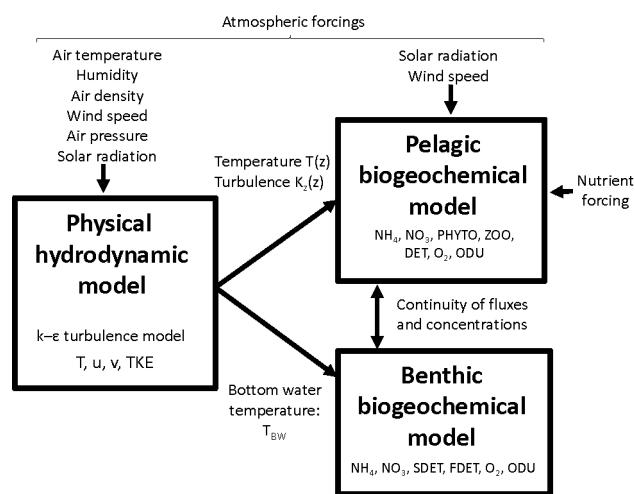 Atmospheric forcings
Air temperature
Humidity
Air density
Wind speed
Air pressure
Solar radiation
Solar radiation
Wind speed
Temperature T(z)
Turbulence K_z(z)
Pelagic
biogeochemical
model
NH₄, NO₃, PHYTO, ZOO,
DET, O₂, ODU
Nutrient
forcing
Physical
hydrodynamic
model
k–ε turbulence model
T, u, v, TKE
Continuity of fluxes
and concentrations
Bottom water
temperature:
T_BW
Benthic
biogeochemical
model
NH₄, NO₃, SDET, FDET, O₂, ODU